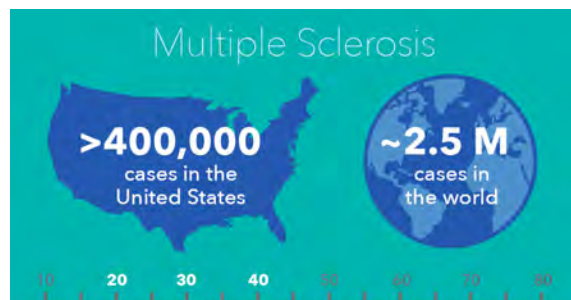 Multiple Sclerosis
>400,000
cases in the
United States
~2.5 M
cases in
the world
10 20 30 40 50 60 70 80